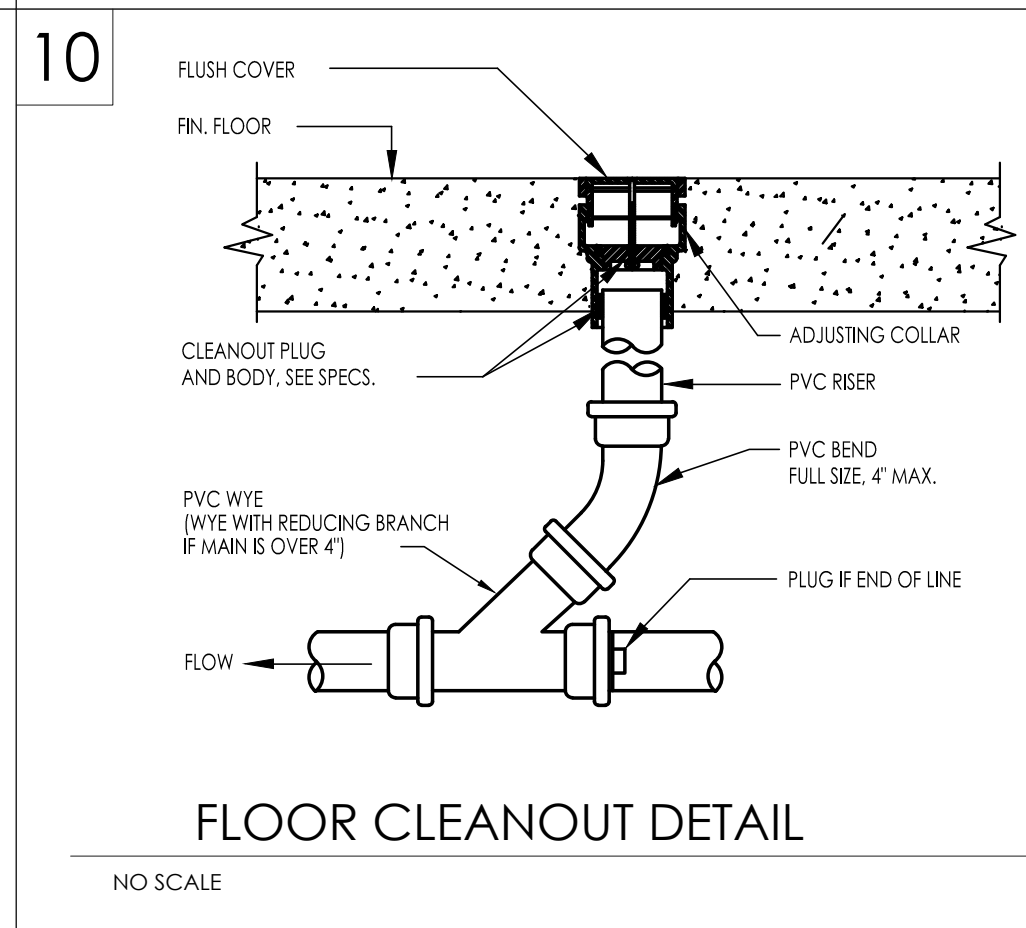 10
FLUSH COVER
FIN. FLOOR
ADJUSTING COLLAR
CLEANOUT PLUG
AND BODY, SEE SPECS.
PVC RISER
PVC BEND
FULL SIZE, 4" MAX.
PVC WYE
(WYE WITH REDUCING BRANCH
IF MAIN IS OVER 4")
PLUG IF END OF LINE
FLOW
FLOOR CLEANOUT DETAIL
NO SCALE